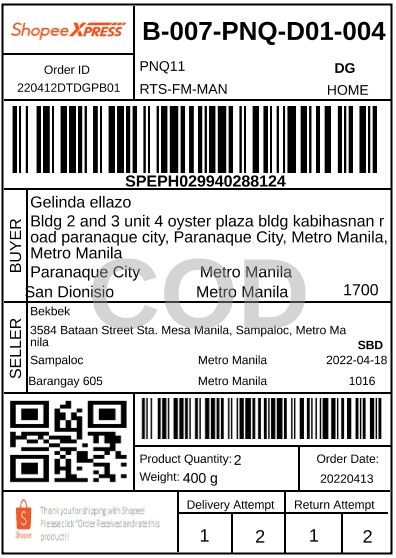 Shopee XPRESS
B-007-PNQ-D01-004
Order ID
220412DTDGPB01
PNQ11
DG
RTS-FM-MAN
HOME
SPEPH029940288124
BUYER
Gelinda ellazo
Bldg 2 and 3 unit 4 oyster plaza bldg kabihasnan r
oad paranaque city, Paranaque City, Metro Manila,
Metro Manila
Paranaque City Metro Manila
San Dionisio Metro Manila 1700
COD
SELLER
Bekbek
3584 Bataan Street Sta. Mesa Manila, Sampaloc, Metro Ma
nila
SBD
Sampaloc Metro Manila 2022-04-18
Barangay 605 Metro Manila 1016
Product Quantity: 2
Weight: 400 g
Order Date:
20220413
Shopee
Thank you for shipping with Shopee!
Please click "Order Received and rate this
product!!
Delivery Attempt
Return Attempt
1 2 1 2